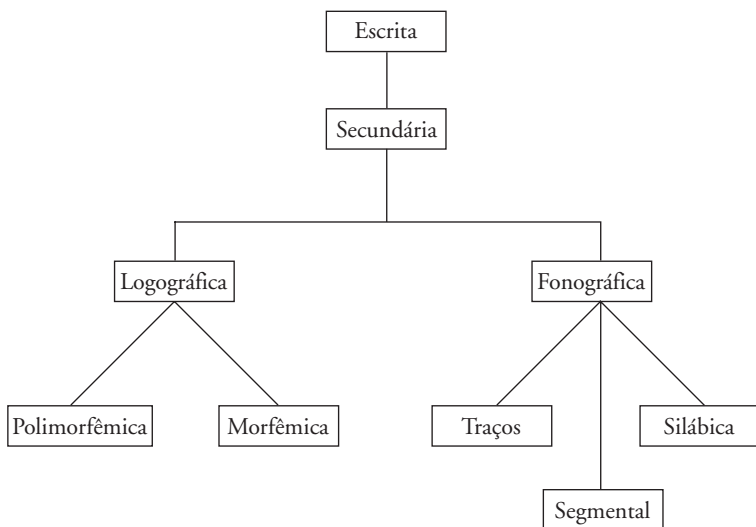 Escrita
Secundária
Logográfica
Fonográfica
Polimorfêmica
Morfêmica
Traços
Silábica
Segmental